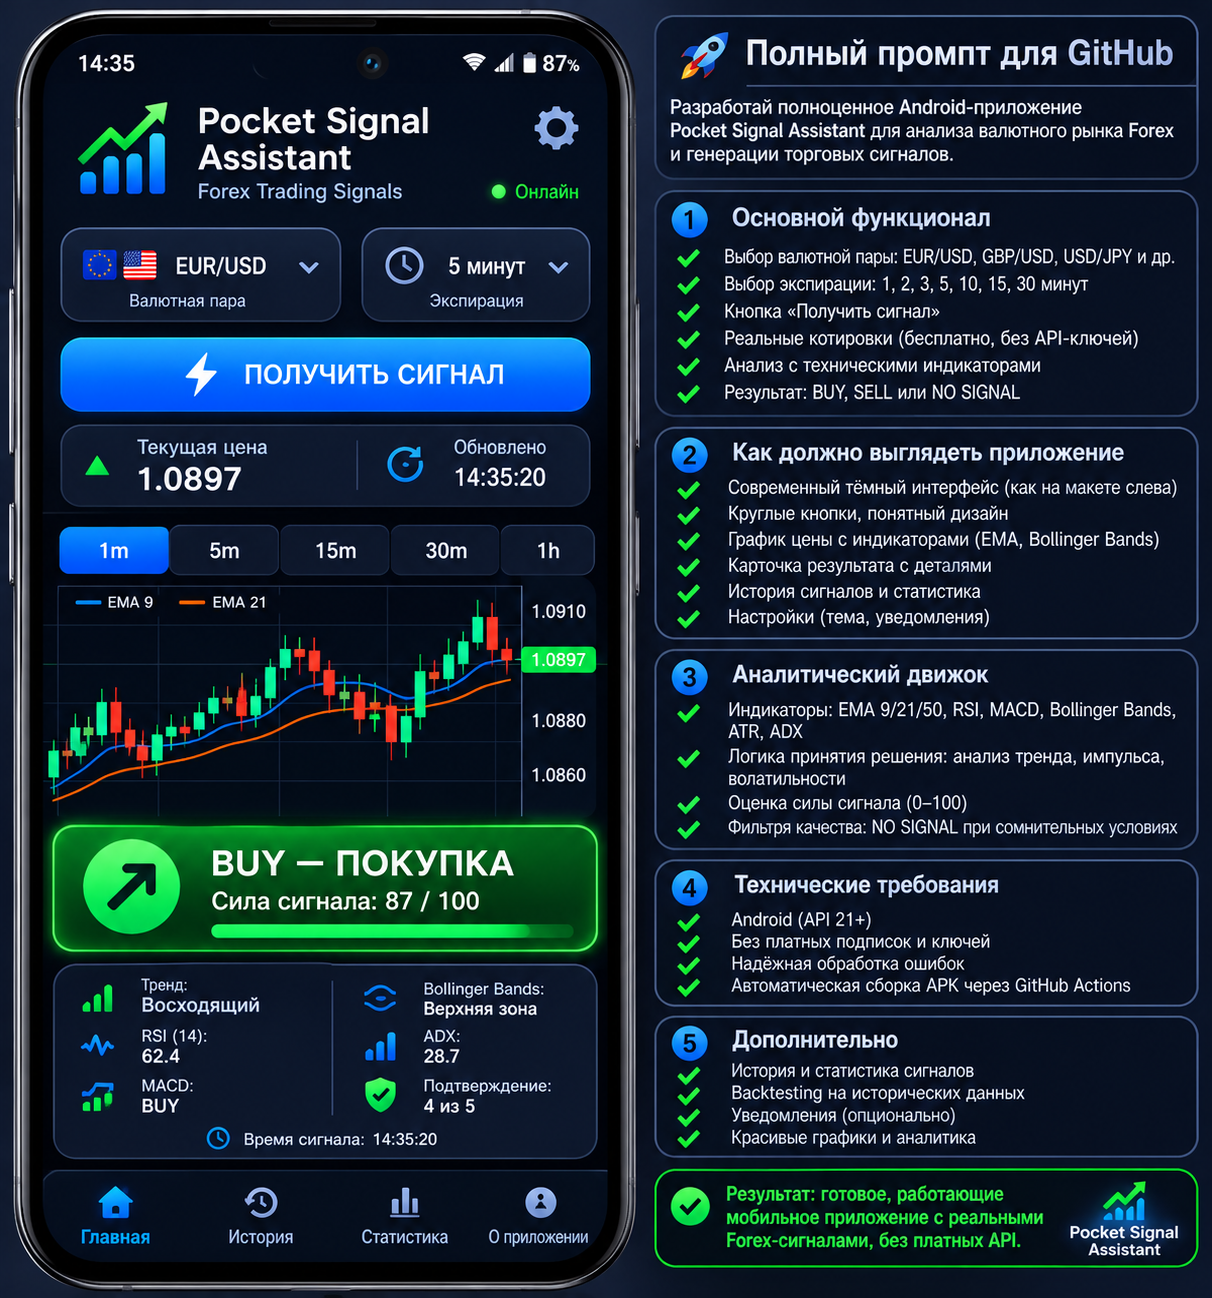 14:35
87%
Pocket Signal
Assistant
Forex Trading Signals
Онлайн
EUR/USD
Валютная пара
5 минут
Экспирация
ПОЛУЧИТЬ СИГНАЛ
Текущая цена
1.0897
Обновлено
14:35:20
1m
5m
15m
30m
1h
EMA 9
EMA 21
1.0910
1.0897
1.0880
1.0860
BUY — ПОКУПКА
Сила сигнала: 87 / 100
Тренд:
Восходящий
RSI (14):
62.4
MACD:
BUY
Bollinger Bands:
Верхняя зона
ADX:
28.7
Подтверждение:
4 из 5
Время сигнала: 14:35:20
Главная
История
Статистика
О приложении
Полный промпт для GitHub
Разработай полноценное Android-приложение
Pocket Signal Assistant для анализа валютного рынка Forex
и генерации торговых сигналов.
1 Основной функционал
Выбор валютной пары: EUR/USD, GBP/USD, USD/JPY и др.
Выбор экспирации: 1, 2, 3, 5, 10, 15, 30 минут
Кнопка «Получить сигнал»
Реальные котировки (бесплатно, без API-ключей)
Анализ с техническими индикаторами
Результат: BUY, SELL или NO SIGNAL
2 Как должно выглядеть приложение
Современный тёмный интерфейс (как на макете слева)
Круглые кнопки, понятный дизайн
График цены с индикаторами (EMA, Bollinger Bands)
Карточка результата с деталями
История сигналов и статистика
Настройки (тема, уведомления)
3 Аналитический движок
Индикаторы: EMA 9/21/50, RSI, MACD, Bollinger Bands,
ATR, ADX
Логика принятия решения: анализ тренда, импульса,
волатильности
Оценка силы сигнала (0–100)
Фильтря качества: NO SIGNAL при сомнительных условиях
4 Технические требования
Android (API 21+)
Без платных подписок и ключей
Надёжная обработка ошибок
Автоматическая сборка APK через GitHub Actions
5 Дополнительно
История и статистика сигналов
Backtesting на исторических данных
Уведомления (опционально)
Красивые графики и аналитика
Результат: готовое, работающие
мобильное приложение с реальными
Forex-сигналами, без платных API.
Pocket Signal
Assistant